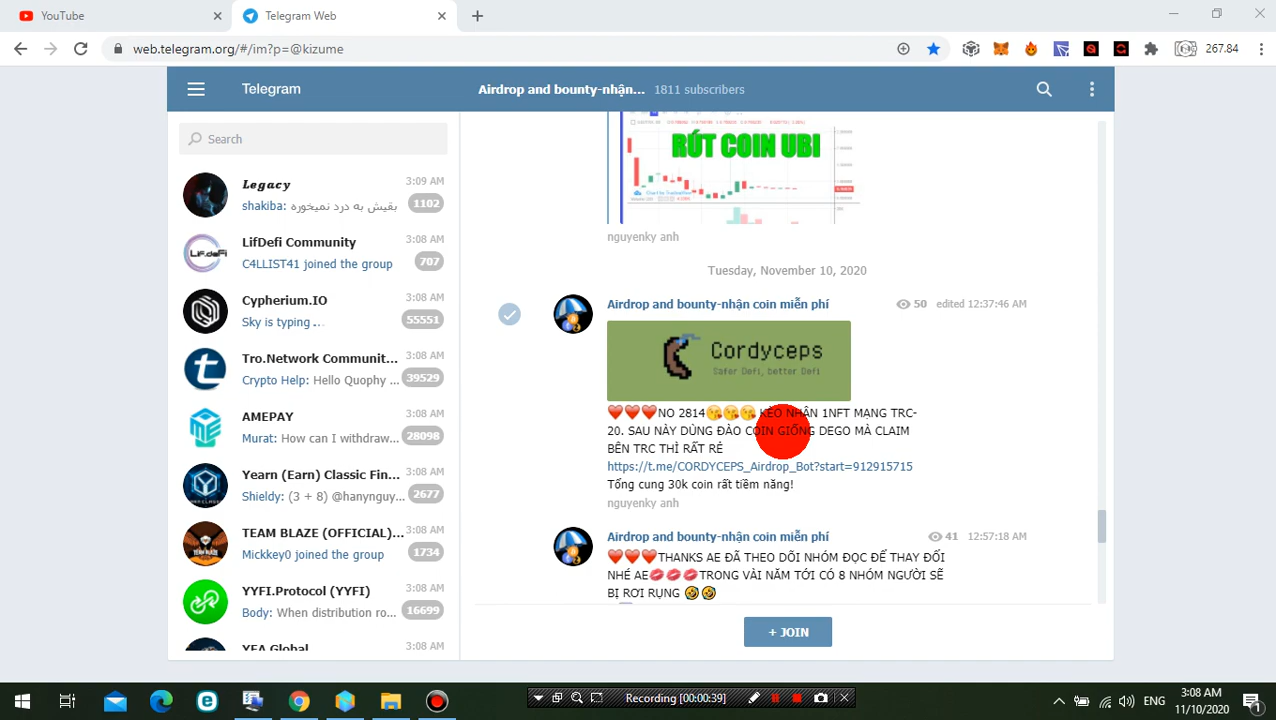 YouTube
Telegram Web
web.telegram.org/#/im?p=@kizume
267.84
Telegram
Airdrop and bounty-nhận... 1811 subscribers
Search
Legacy 3:09 AM
shakiba: بقیش به درد نمیخوره 1102
LifDefi Community 3:08 AM
C4LLIST41 joined the group 707
Cypherium.IO 3:08 AM
Sky is typing ... 55551
Tro.Network Communit... 3:08 AM
Crypto Help: Hello Quophy ... 39529
AMEPAY 3:08 AM
Murat: How can I withdraw... 28098
Yearn (Earn) Classic Fin... 3:08 AM
Shieldy: (3 + 8) @hanynguy... 2677
TEAM BLAZE (OFFICIAL)... 3:08 AM
Mickkey0 joined the group 1734
YYFI.Protocol (YYFI) 3:08 AM
Body: When distribution ro... 16699
YFA Global 3:08 AM
RÚT COIN UBI
nguyenky anh
Tuesday, November 10, 2020
Airdrop and bounty-nhận coin miễn phí 50 edited 12:37:46 AM
Cordyceps
Safer Defi, better Defi
❤️❤️❤️NO 2814😘😘😘 KÈO NHẬN 1NFT MẠNG TRC-
20. SAU NÀY DÙNG ĐÀO COIN GIỐNG DEGO MÀ CLAIM
BÊN TRC THÌ RẤT RẺ
https://t.me/CORDYCEPS_Airdrop_Bot?start=912915715
Tổng cung 30k coin rất tiềm năng!
nguyenky anh
Airdrop and bounty-nhận coin miễn phí 41 12:57:18 AM
❤️❤️❤️THANKS AE ĐÃ THEO DÕI NHÓM ĐỌC ĐỂ THAY ĐỔI
NHÉ AE💋💋💋TRONG VÀI NĂM TỚI CÓ 8 NHÓM NGƯỜI SẼ
BỊ RƠI RỤNG 🤣🤣
+ JOIN
Recording [00:00:39]
ENG
3:08 AM
11/10/2020